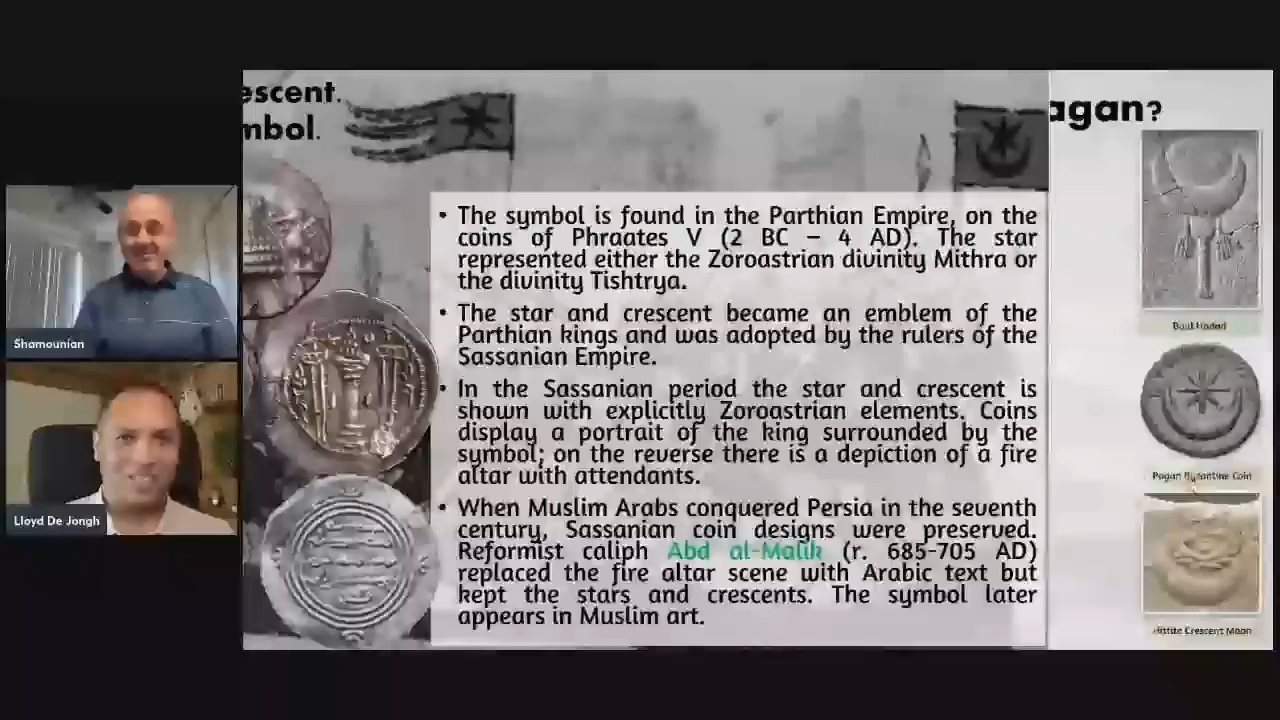 escent.
mbol.
agan?
• The symbol is found in the Parthian Empire, on the
coins of Phraates V (2 BC – 4 AD). The star
represented either the Zoroastrian divinity Mithra or
the divinity Tishtrya.
• The star and crescent became an emblem of the
Parthian kings and was adopted by the rulers of the
Sassanian Empire.
• In the Sassanian period the star and crescent is
shown with explicitly Zoroastrian elements. Coins
display a portrait of the king surrounded by the
symbol; on the reverse there is a depiction of a fire
altar with attendants.
• When Muslim Arabs conquered Persia in the seventh
century, Sassanian coin designs were preserved.
Reformist caliph Abd al-Malik (r. 685-705 AD)
replaced the fire altar scene with Arabic text but
kept the stars and crescents. The symbol later
appears in Muslim art.
Baal Hadad
Pagan Byzantine Coin
Hittite Crescent Moon
Shamounian
Lloyd De Jongh